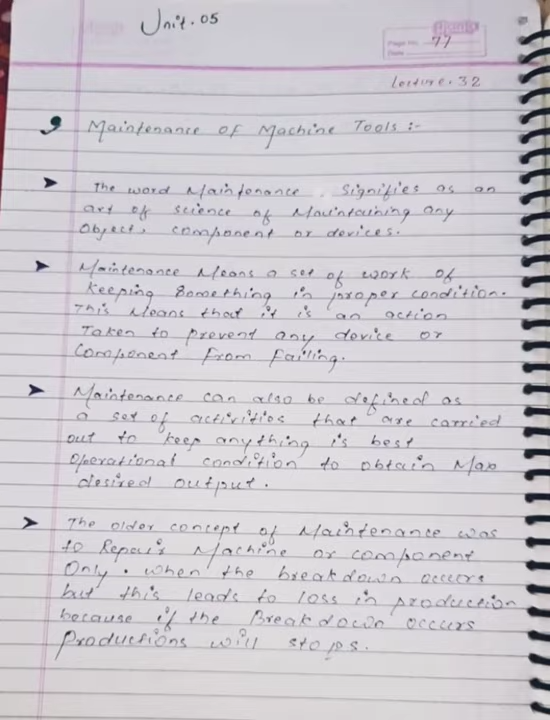 Unit. 05
Page No. 77
Date
Lecture. 32
Maintenance of Machine Tools :-
➤ The word Maintenance Signifies as an
art of science of Mauntaining any
Object, component or devices.
➤ Maintenance Means a set of work of
keeping Something in proper condition.
This Means that it is an action
Taken to prevent any device or
Component from failing.
➤ Maintenance can also be defined as
a set of activities that are carried
out to keep anything is best
Operational condition to obtain Max
desired output.
➤ The older concept of Maintenance was
to Repair Machine or component
Only. when the breakdown occurs
but this leads to loss in production
because if the Breakdown occurs
Productions will stops.